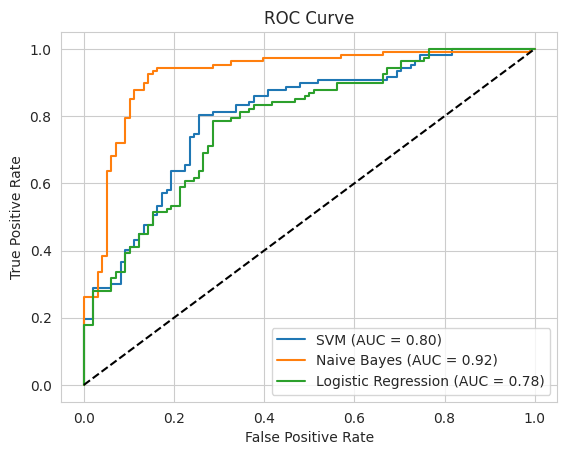 ROC Curve
1.0
0.8
0.6
0.4
0.2
0.0
True Positive Rate
SVM (AUC = 0.80)
Naive Bayes (AUC = 0.92)
Logistic Regression (AUC = 0.78)
0.0 0.2 0.4 0.6 0.8 1.0
False Positive Rate